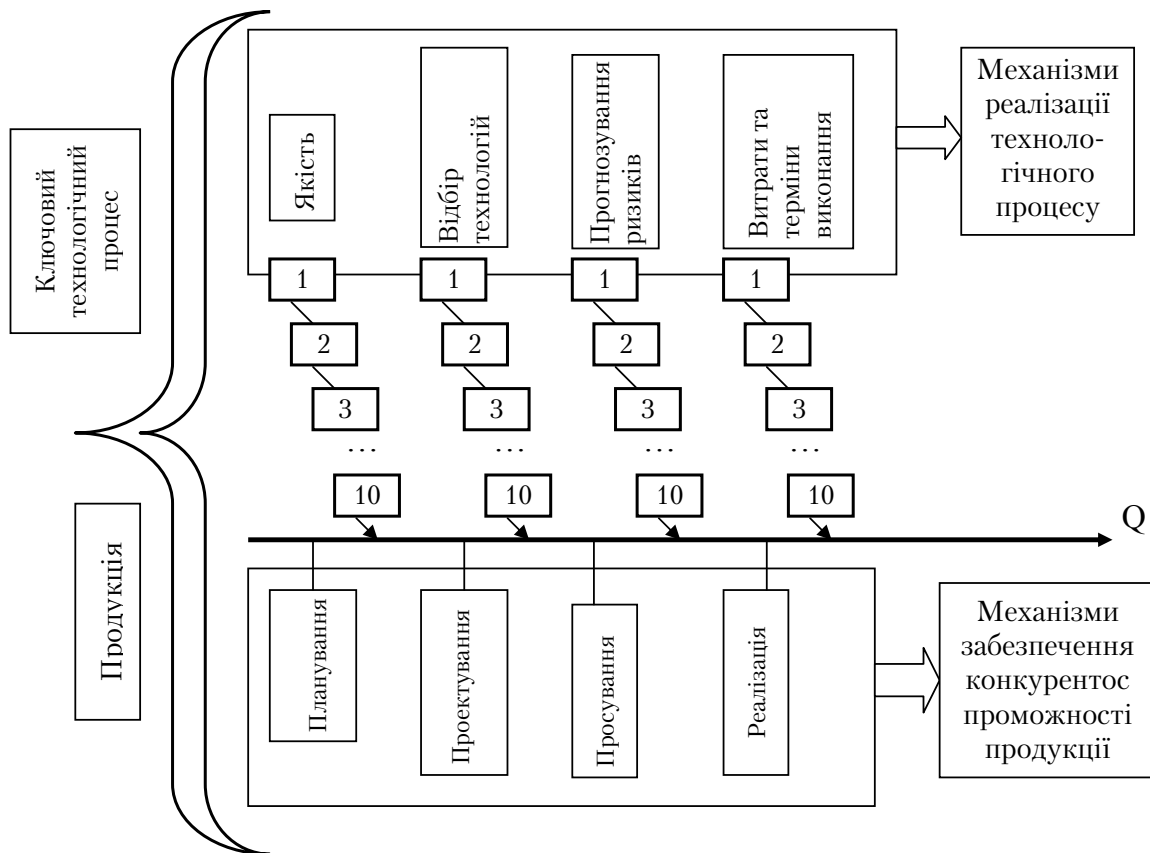 Ключовий
технологічний
процес
Якість
Відбір
технологій
Прогнозування
ризиків
Витрати та
терміни
виконання
Механізми
реалізації
техноло-
гічного
процесу
1
1
1
1
2
2
2
2
3
3
3
3
...
...
...
...
10
10
10
10
Q
Продукція
Планування
Проектування
Просування
Реалізація
Механізми
забезпечення
конкурентос
проможності
продукції